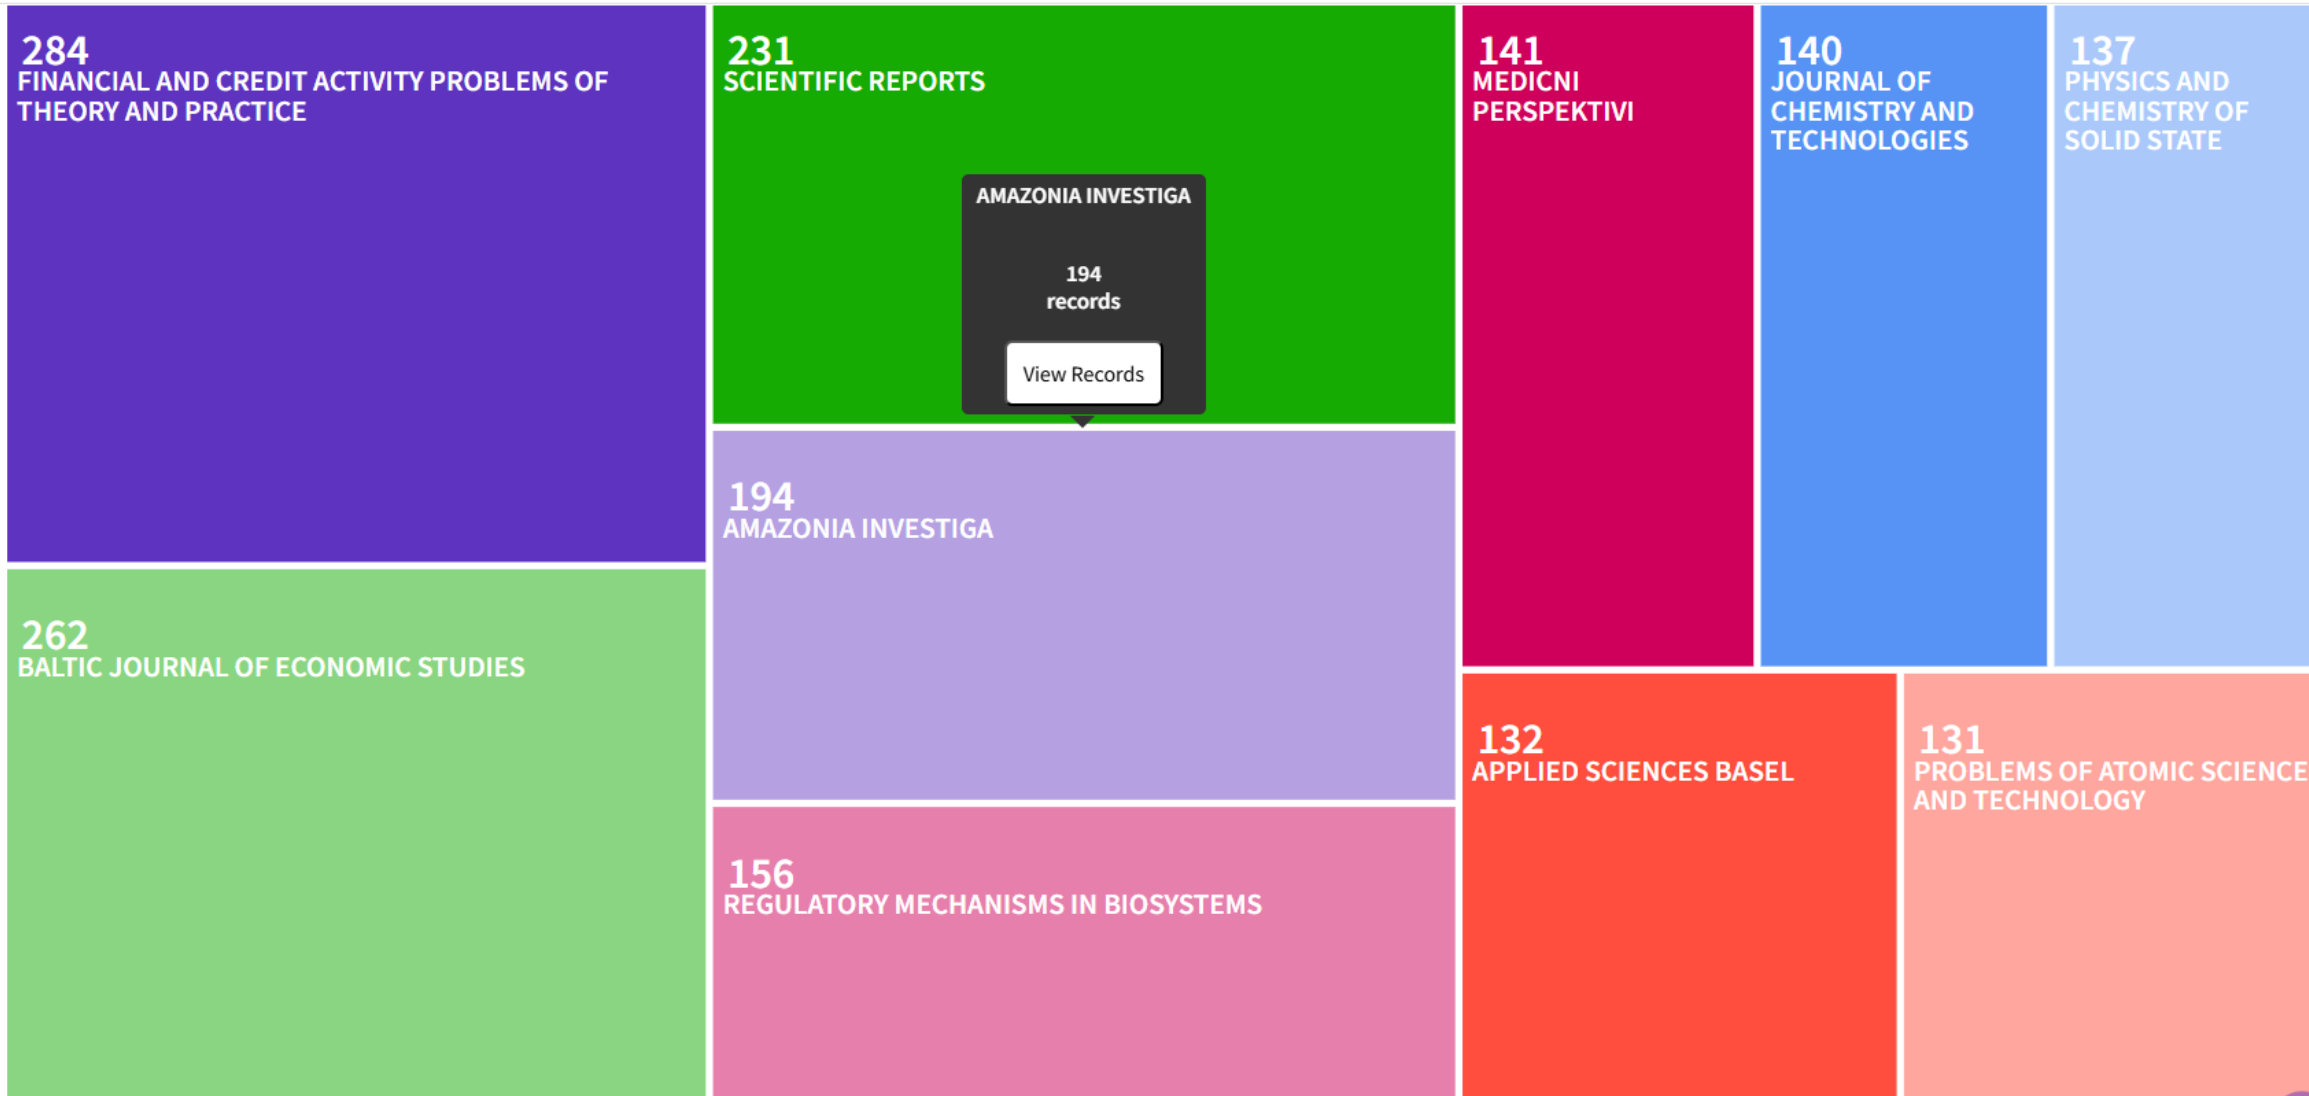 284
FINANCIAL AND CREDIT ACTIVITY PROBLEMS OF
THEORY AND PRACTICE
262
BALTIC JOURNAL OF ECONOMIC STUDIES
231
SCIENTIFIC REPORTS
AMAZONIA INVESTIGA
194
records
View Records
194
AMAZONIA INVESTIGA
156
REGULATORY MECHANISMS IN BIOSYSTEMS
141
MEDICNI
PERSPEKTIVI
140
JOURNAL OF
CHEMISTRY AND
TECHNOLOGIES
137
PHYSICS AND
CHEMISTRY OF
SOLID STATE
132
APPLIED SCIENCES BASEL
131
PROBLEMS OF ATOMIC SCIENCE
AND TECHNOLOGY